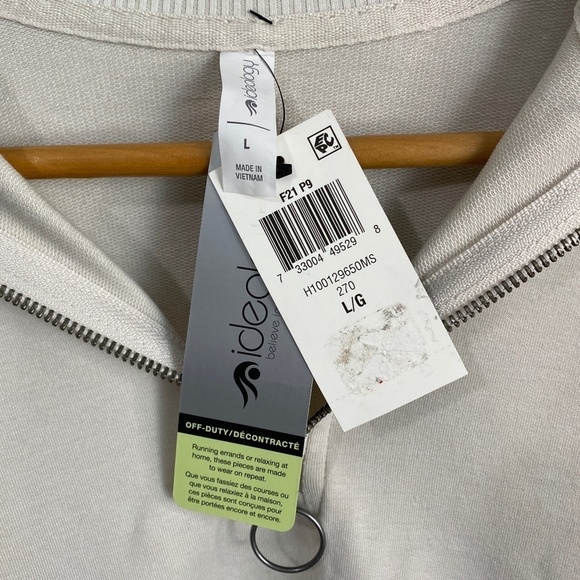 ideology
L
MADE IN
VIETNAM
F21 P9
7 33004 49529 8
H100129650MS
270
L/G
ideol
believe in
OFF-DUTY/DÉCONTRACTÉ
Running errands or relaxing at
home, these pieces are made
to wear on repeat.
Que vous fassiez des courses ou
que vous relaxiez à la maison,
ces pièces sont conçues pour
être portées encore et encore.